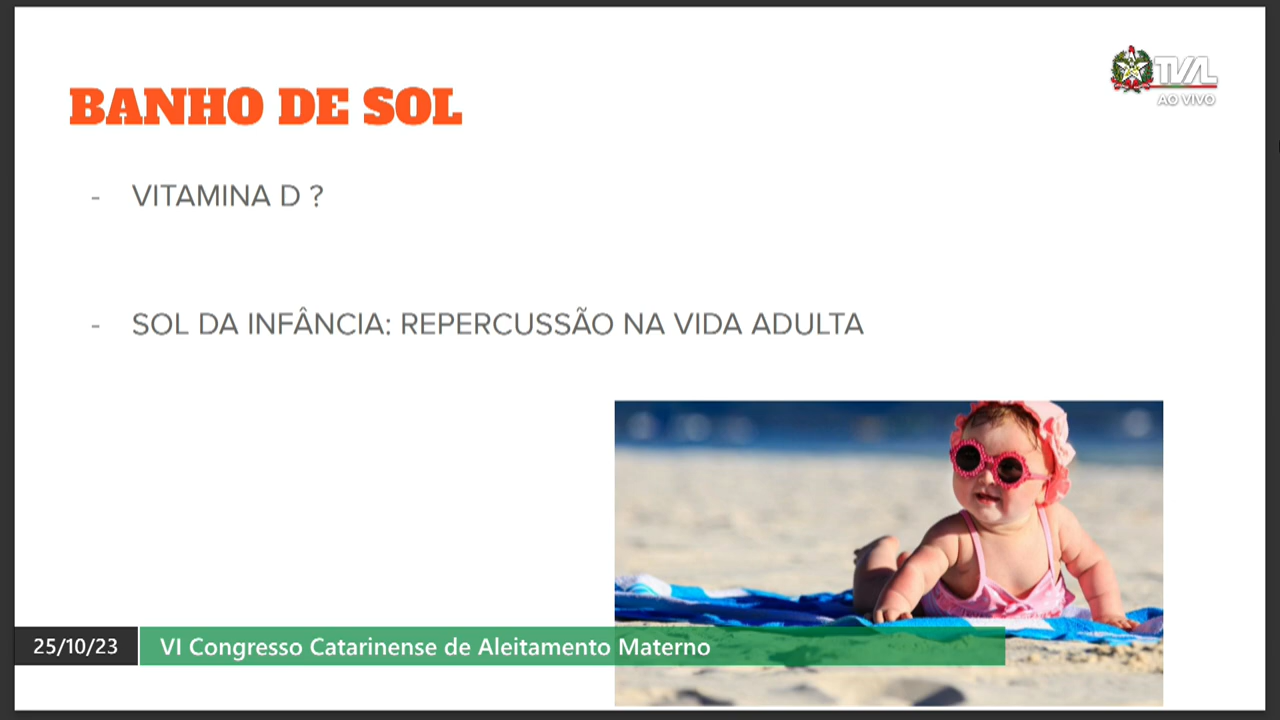 TVAL
AO VIVO
BANHO DE SOL
- VITAMINA D ?
- SOL DA INFÂNCIA: REPERCUSSÃO NA VIDA ADULTA
25/10/23
VI Congresso Catarinense de Aleitamento Materno